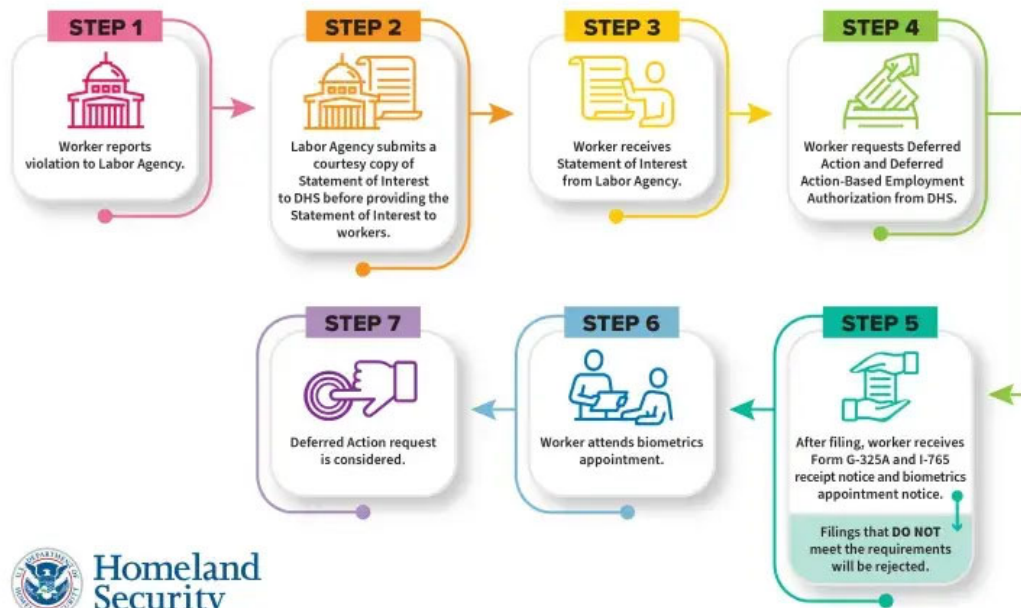 STEP 1
Worker reports
violation to Labor Agency.
STEP 2
Labor Agency submits a
courtesy copy of
Statement of Interest
to DHS before providing the
Statement of Interest to
workers.
STEP 3
Worker receives
Statement of Interest
from Labor Agency.
STEP 4
Worker requests Deferred
Action and Deferred
Action-Based Employment
Authorization from DHS.
STEP 5
After filing, worker receives
Form G-325A and I-765
receipt notice and biometrics
appointment notice.
Filings that DO NOT
meet the requirements
will be rejected.
STEP 6
Worker attends biometrics
appointment.
STEP 7
Deferred Action request
is considered.
Homeland
Security